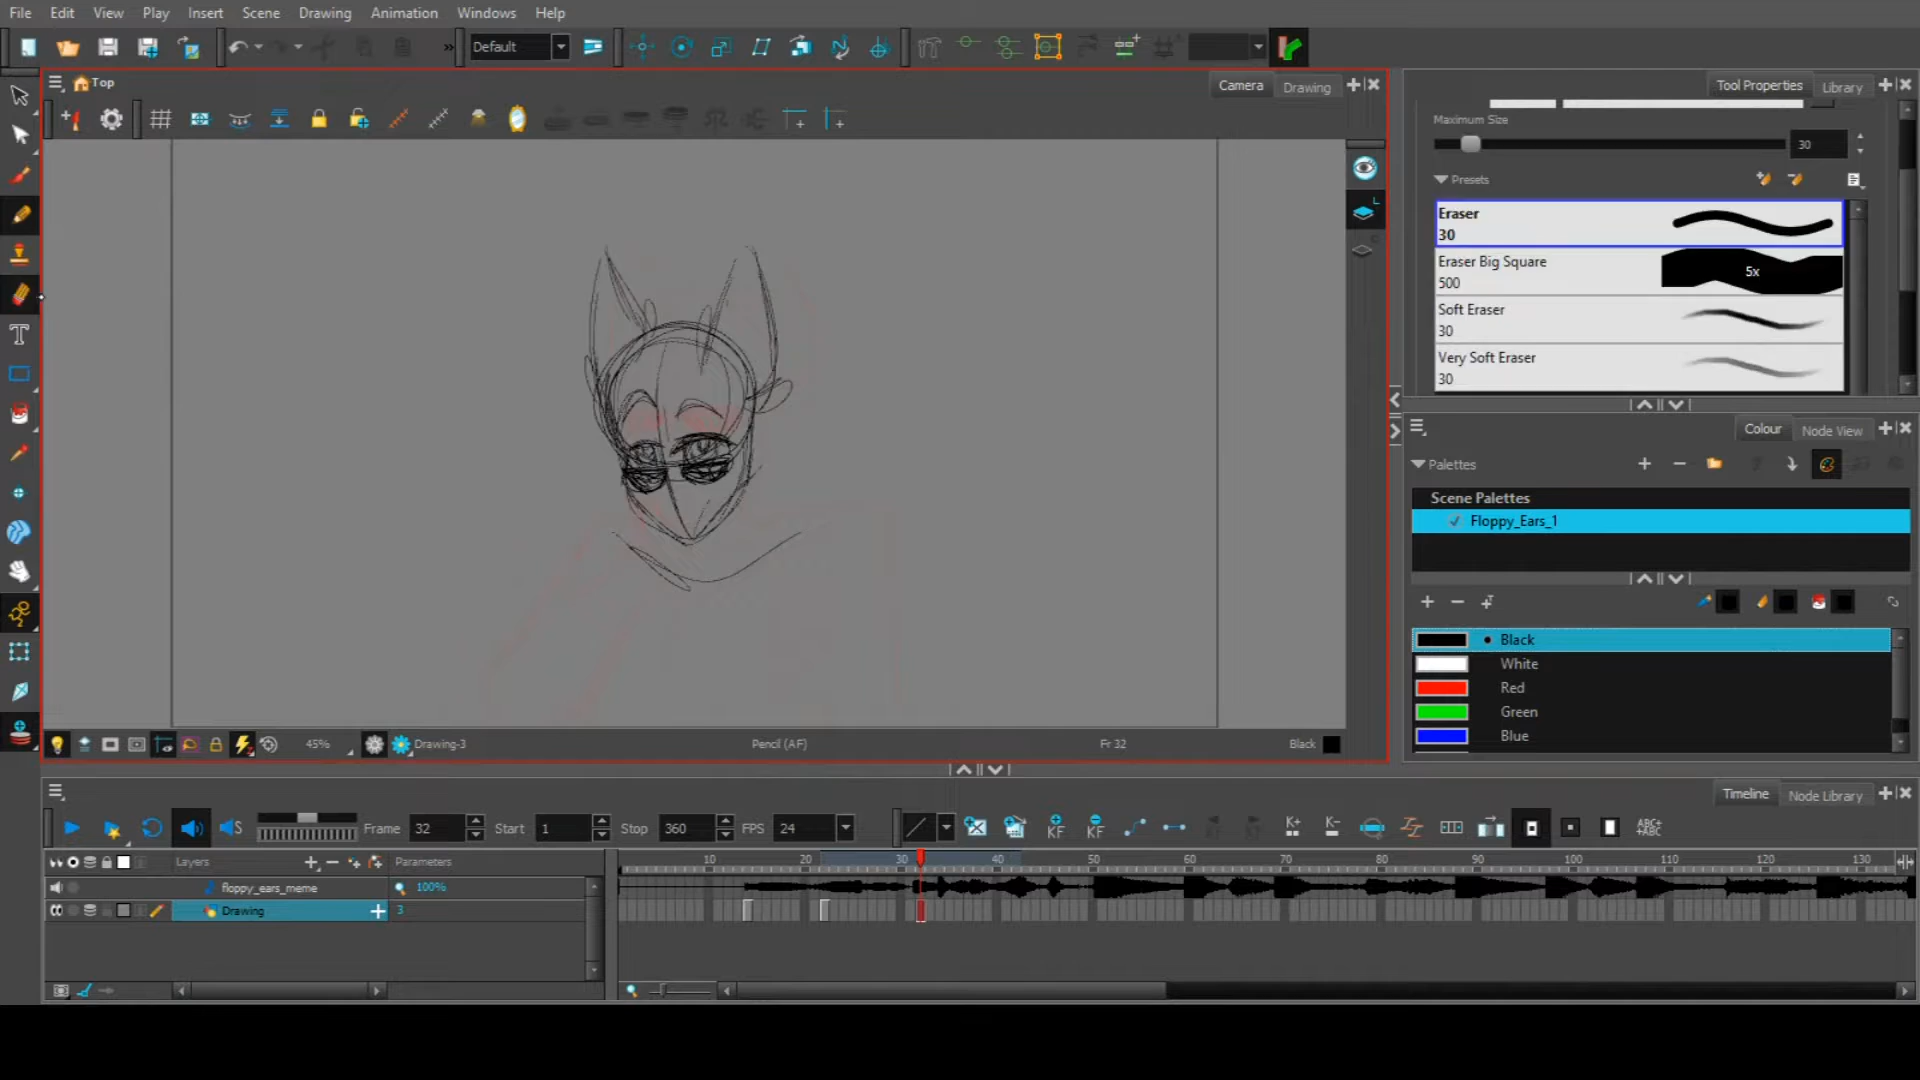 File Edit View Play Insert Scene Drawing Animation Windows Help
Default
Top
Camera Drawing
Tool Properties Library
Maximum Size
30
Presets
Eraser
30
Eraser Big Square
500
5x
Soft Eraser
30
Very Soft Eraser
30
Colour Node View
Palettes
Scene Palettes
Floppy_Ears_1
Black
White
Red
Green
Blue
45% Drawing-3 Pencil (AF) Fr 32 Black
Timeline Node Library
Frame 32 Start 1 Stop 360 FPS 24
KF KF
Layers Parameters
10 20 30 40 50 60 70 80 90 100 110 120 130
floppy_ears_meme 100%
Drawing 3